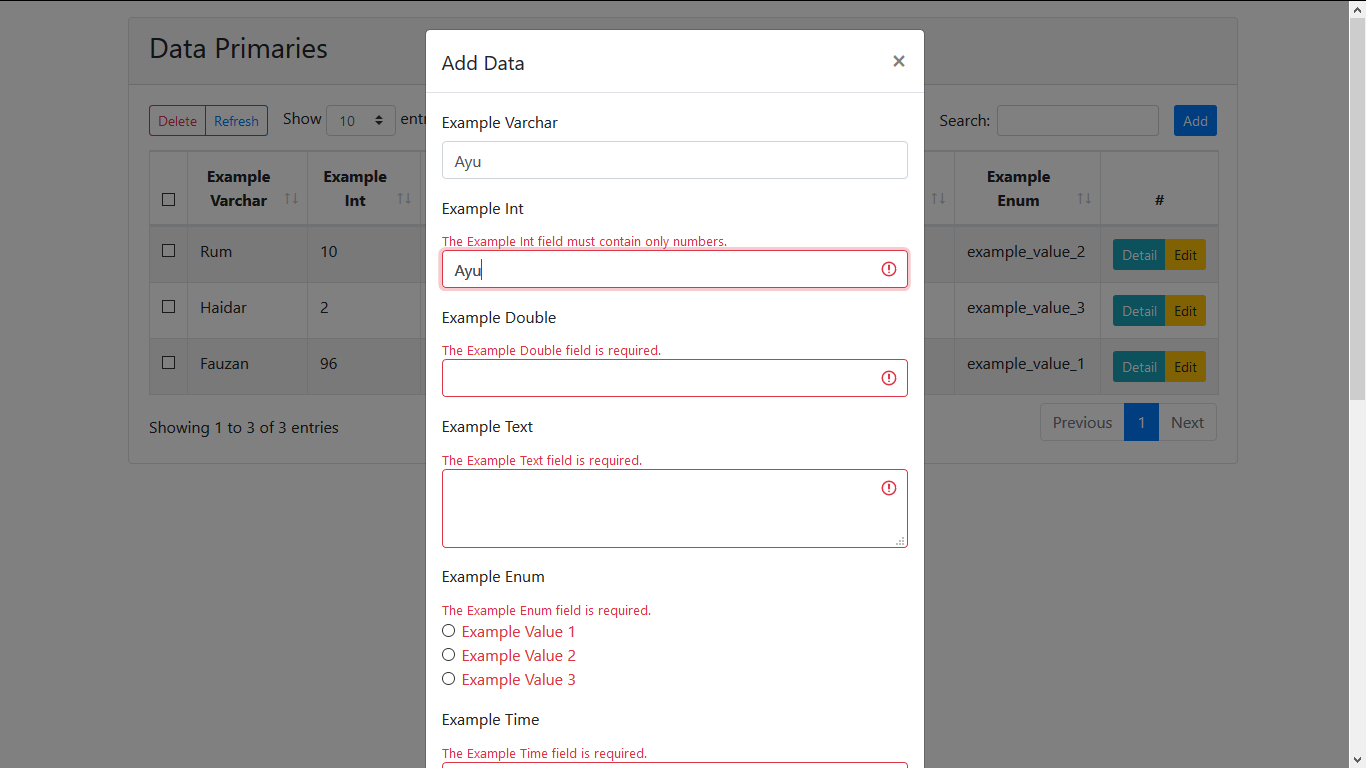 Data Primaries
Add Data ×
Delete Refresh Show 10
Search: Add
Example Varchar
Ayu
Example Int
The Example Int field must contain only numbers.
Ayu
Example Double
The Example Double field is required.
Example Text
The Example Text field is required.
Example Enum
The Example Enum field is required.
Example Value 1
Example Value 2
Example Value 3
Example Time
The Example Time field is required.
Example Varchar
Example Int
Example Enum
#
Rum 10 example_value_2 Detail Edit
Haidar 2 example_value_3 Detail Edit
Fauzan 96 example_value_1 Detail Edit
Showing 1 to 3 of 3 entries
Previous 1 Next